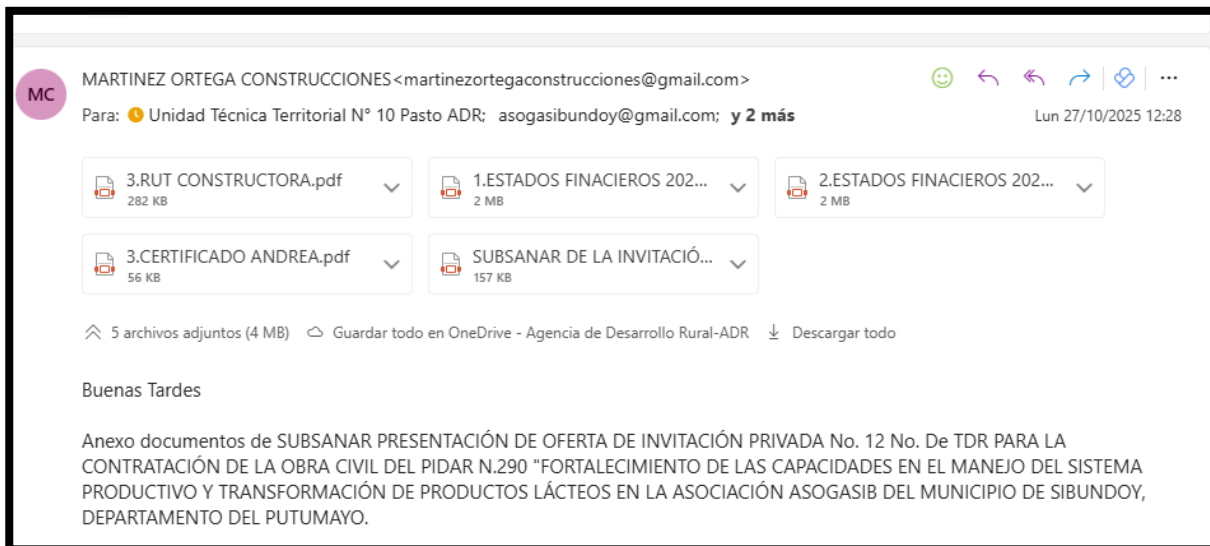 MC
MARTINEZ ORTEGA CONSTRUCCIONES<martinezortegaconstrucciones@gmail.com>
Para: Unidad Técnica Territorial N° 10 Pasto ADR; asogasibundoy@gmail.com; y 2 más
Lun 27/10/2025 12:28
3.RUT CONSTRUCTORA.pdf
282 KB
1.ESTADOS FINACIEROS 202...
2 MB
2.ESTADOS FINACIEROS 202...
2 MB
3.CERTIFICADO ANDREA.pdf
56 KB
SUBSANAR DE LA INVITACIÓ...
157 KB
5 archivos adjuntos (4 MB) Guardar todo en OneDrive - Agencia de Desarrollo Rural-ADR Descargar todo
Buenas Tardes
Anexo documentos de SUBSANAR PRESENTACIÓN DE OFERTA DE INVITACIÓN PRIVADA No. 12 No. De TDR PARA LA
CONTRATACIÓN DE LA OBRA CIVIL DEL PIDAR N.290 "FORTALECIMIENTO DE LAS CAPACIDADES EN EL MANEJO DEL SISTEMA
PRODUCTIVO Y TRANSFORMACIÓN DE PRODUCTOS LÁCTEOS EN LA ASOCIACIÓN ASOGASIB DEL MUNICIPIO DE SIBUNDOY,
DEPARTAMENTO DEL PUTUMAYO.